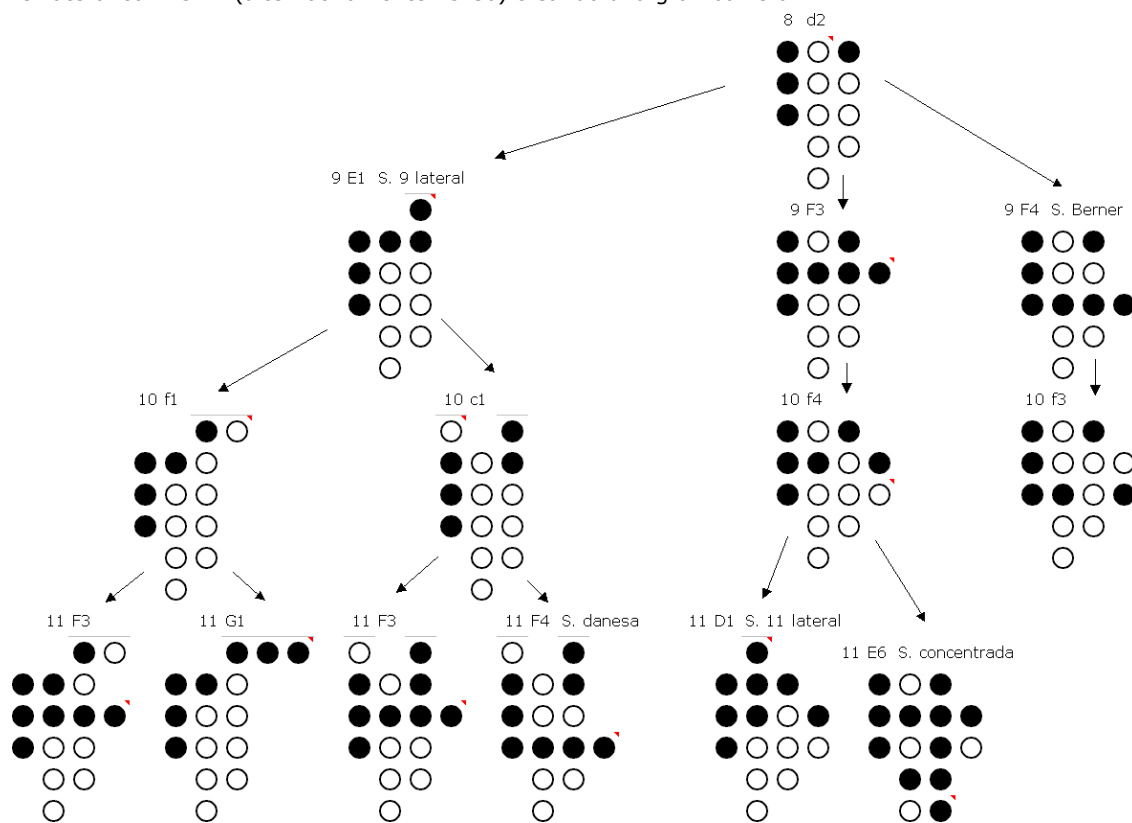 8 d2
9 E1 S. 9 lateral
9 F3
9 F4 S. Berner
10 f1
10 c1
10 f4
10 f3
11 F3
11 G1
11 F3
11 F4 S. danesa
11 D1 S. 11 lateral
11 E6 S. concentrada